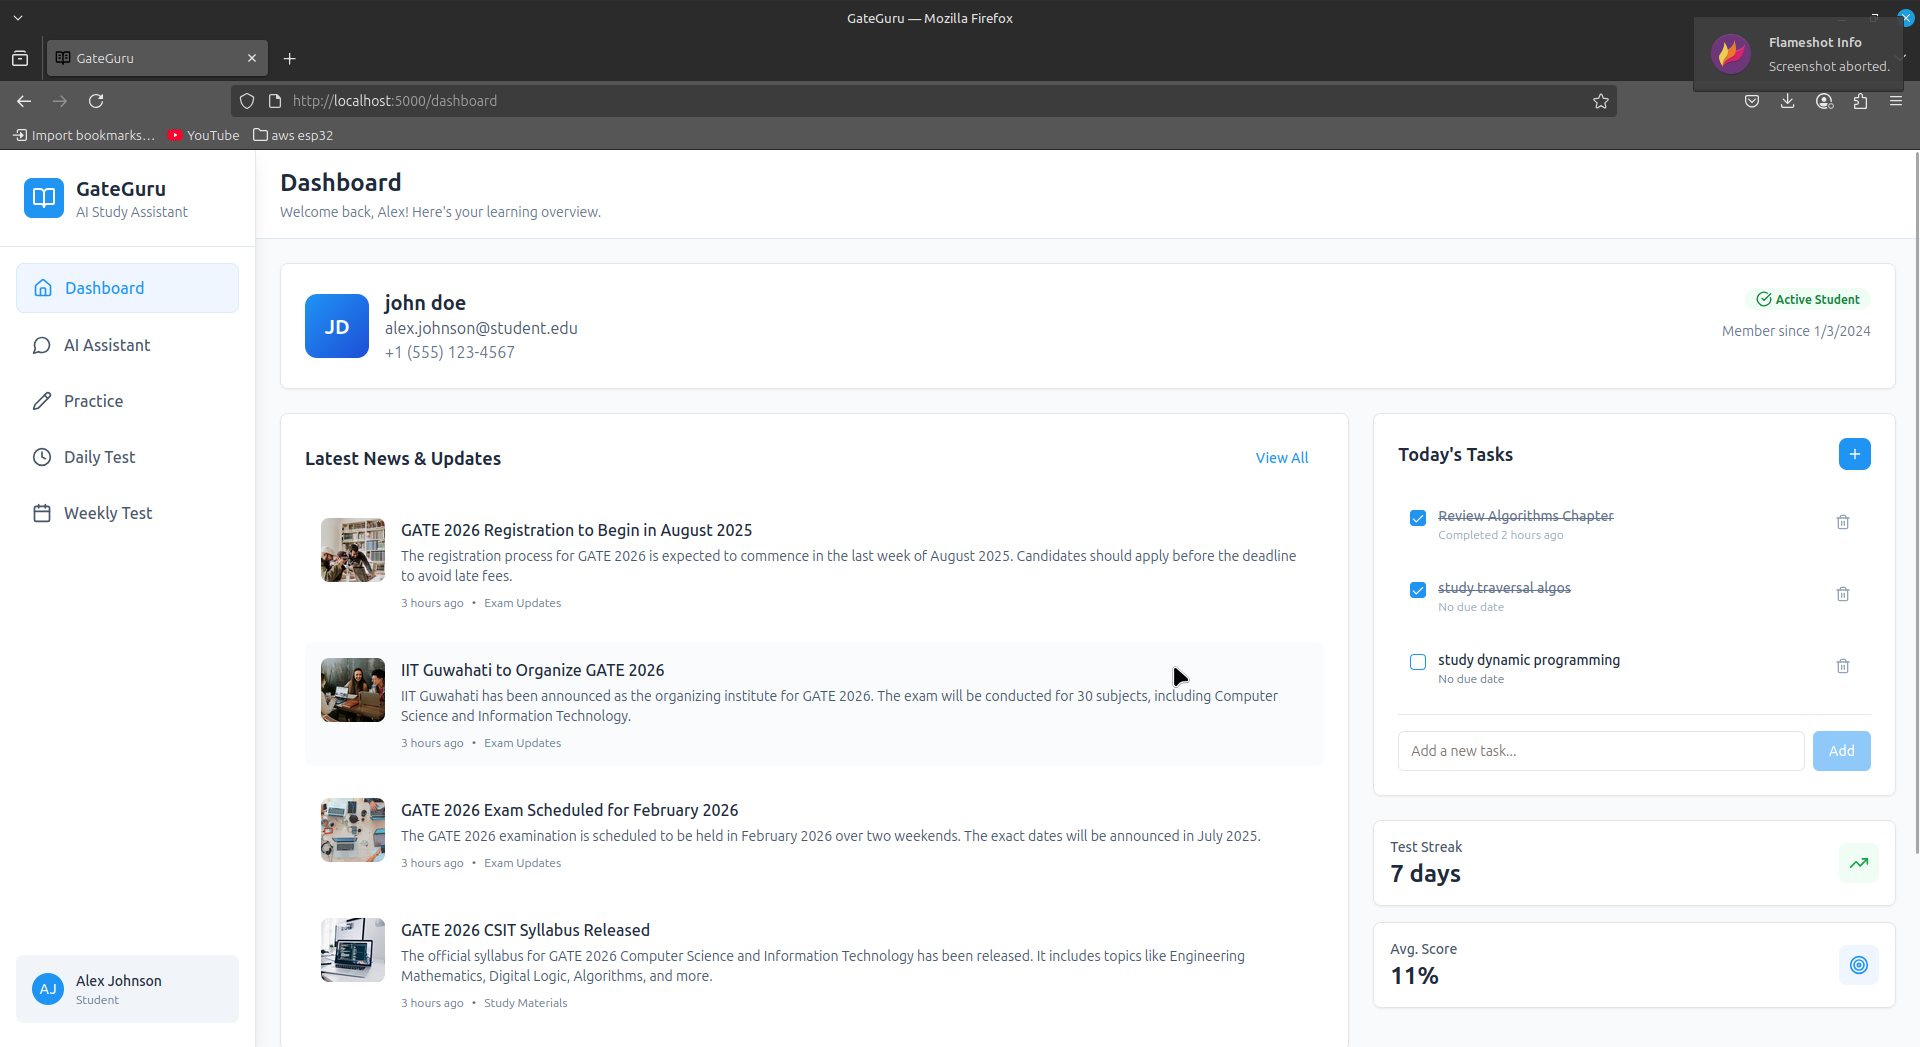 GateGuru — Mozilla Firefox
GateGuru
Flameshot Info
Screenshot aborted.
http://localhost:5000/dashboard
Import bookmarks...
YouTube
aws esp32
GateGuru
AI Study Assistant
Dashboard
AI Assistant
Practice
Daily Test
Weekly Test
AJ
Alex Johnson
Student
Dashboard
Welcome back, Alex! Here's your learning overview.
JD
john doe
alex.johnson@student.edu
+1 (555) 123-4567
Active Student
Member since 1/3/2024
Latest News & Updates
View All
GATE 2026 Registration to Begin in August 2025
The registration process for GATE 2026 is expected to commence in the last week of August 2025. Candidates should apply before the deadline
to avoid late fees.
3 hours ago • Exam Updates
IIT Guwahati to Organize GATE 2026
IIT Guwahati has been announced as the organizing institute for GATE 2026. The exam will be conducted for 30 subjects, including Computer
Science and Information Technology.
3 hours ago • Exam Updates
GATE 2026 Exam Scheduled for February 2026
The GATE 2026 examination is scheduled to be held in February 2026 over two weekends. The exact dates will be announced in July 2025.
3 hours ago • Exam Updates
GATE 2026 CSIT Syllabus Released
The official syllabus for GATE 2026 Computer Science and Information Technology has been released. It includes topics like Engineering
Mathematics, Digital Logic, Algorithms, and more.
3 hours ago • Study Materials
Today's Tasks
Review Algorithms Chapter
Completed 2 hours ago
study traversal algos
No due date
study dynamic programming
No due date
Add a new task...
Add
Test Streak
7 days
Avg. Score
11%